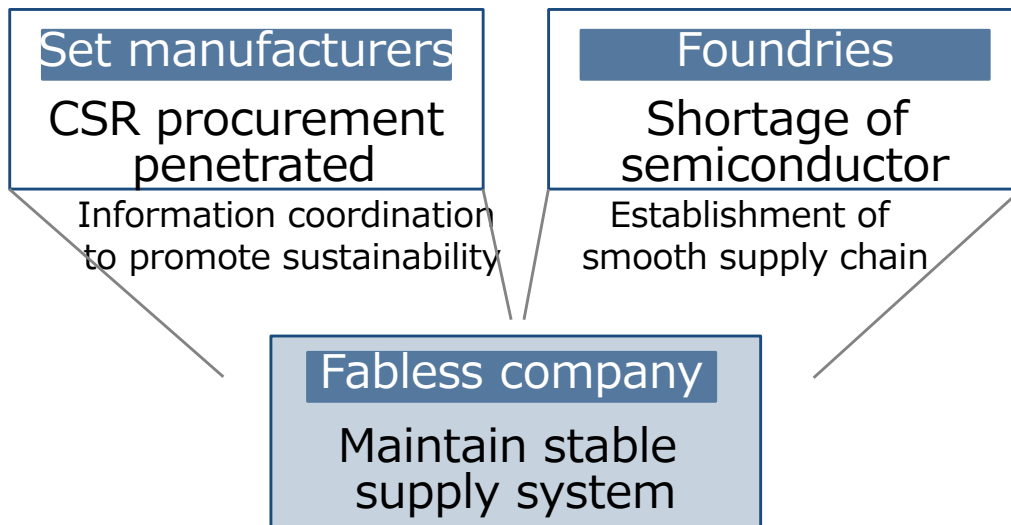 Set manufacturers
CSR procurement
penetrated
Information coordination
to promote sustainability
Foundries
Shortage of
semiconductor
Establishment of
smooth supply chain
Fabless company
Maintain stable
supply system